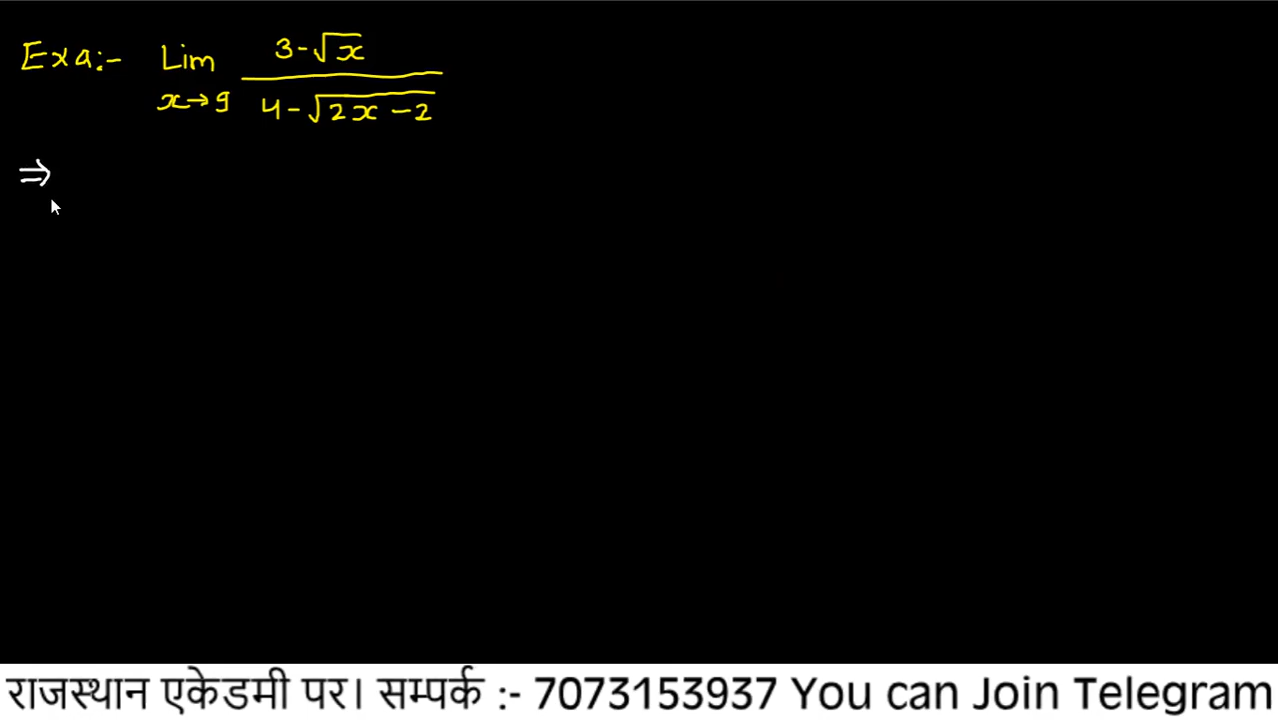 Exa:- Lim 3-√x
x→9 4-√2x-2
⇒
राजस्थान एकेडमी पर। सम्पर्क :- 7073153937 You can Join Telegram